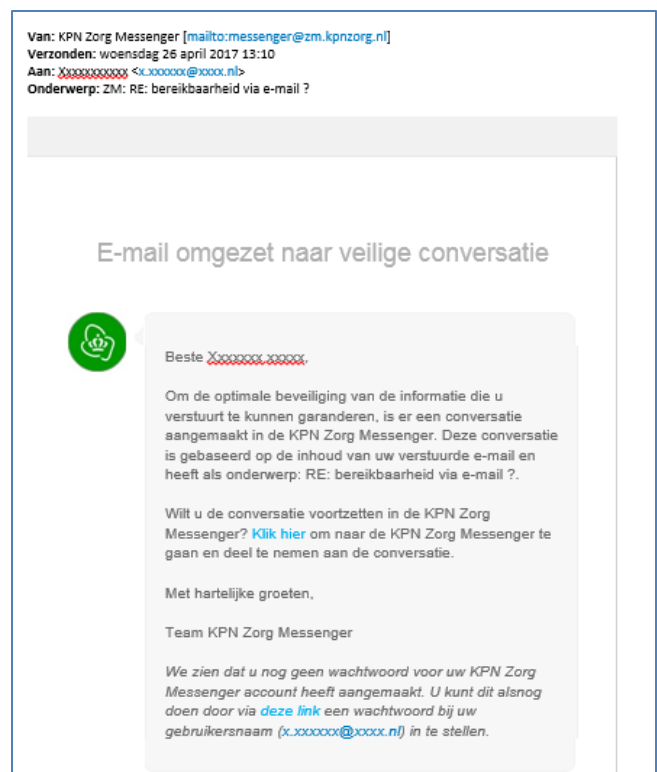 Van: KPN Zorg Messenger [mailto:messenger@zm.kpnzorg.nl]
Verzonden: woensdag 26 april 2017 13:10
Aan: Xxxxxxxxxxx <x.xxxxxx@xxxx.nl>
Onderwerp: ZM: RE: bereikbaarheid via e-mail ?
E-mail omgezet naar veilige conversatie
Beste Xxxxxxx xxxxx,
Om de optimale beveiliging van de informatie die u
verstuurt te kunnen garanderen, is er een conversatie
aangemaakt in de KPN Zorg Messenger. Deze conversatie
is gebaseerd op de inhoud van uw verstuurde e-mail en
heeft als onderwerp: RE: bereikbaarheid via e-mail ?.
Wilt u de conversatie voortzetten in de KPN Zorg
Messenger? Klik hier om naar de KPN Zorg Messenger te
gaan en deel te nemen aan de conversatie.
Met hartelijke groeten,
Team KPN Zorg Messenger
We zien dat u nog geen wachtwoord voor uw KPN Zorg
Messenger account heeft aangemaakt. U kunt dit alsnog
doen door via deze link een wachtwoord bij uw
gebruikersnaam (x.xxxxxx@xxxx.nl) in te stellen.